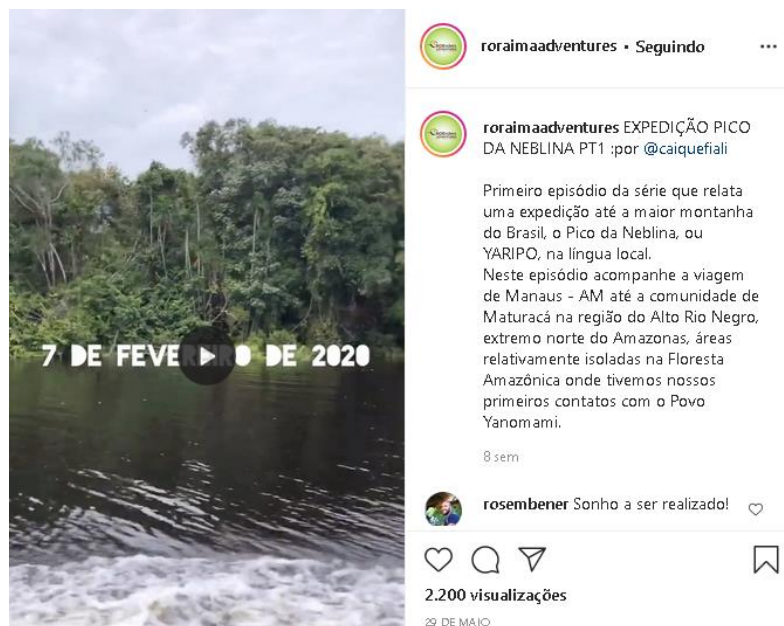 7 DE FEVEREIRO DE 2020
roraimaadventures • Seguindo
roraimaadventures EXPEDIÇÃO PICO
DA NEBLINA PT1 :por @caiquefiali
Primeiro episódio da série que relata
uma expedição até a maior montanha
do Brasil, o Pico da Neblina, ou
YARIPO, na língua local.
Neste episódio acompanhe a viagem
de Manaus - AM até a comunidade de
Maturacá na região do Alto Rio Negro,
extremo norte do Amazonas, áreas
relativamente isoladas na Floresta
Amazônica onde tivemos nossos
primeiros contatos com o Povo
Yanomami.
8 sem
rosembener Sonho a ser realizado!
2.200 visualizações
29 DE MAIO